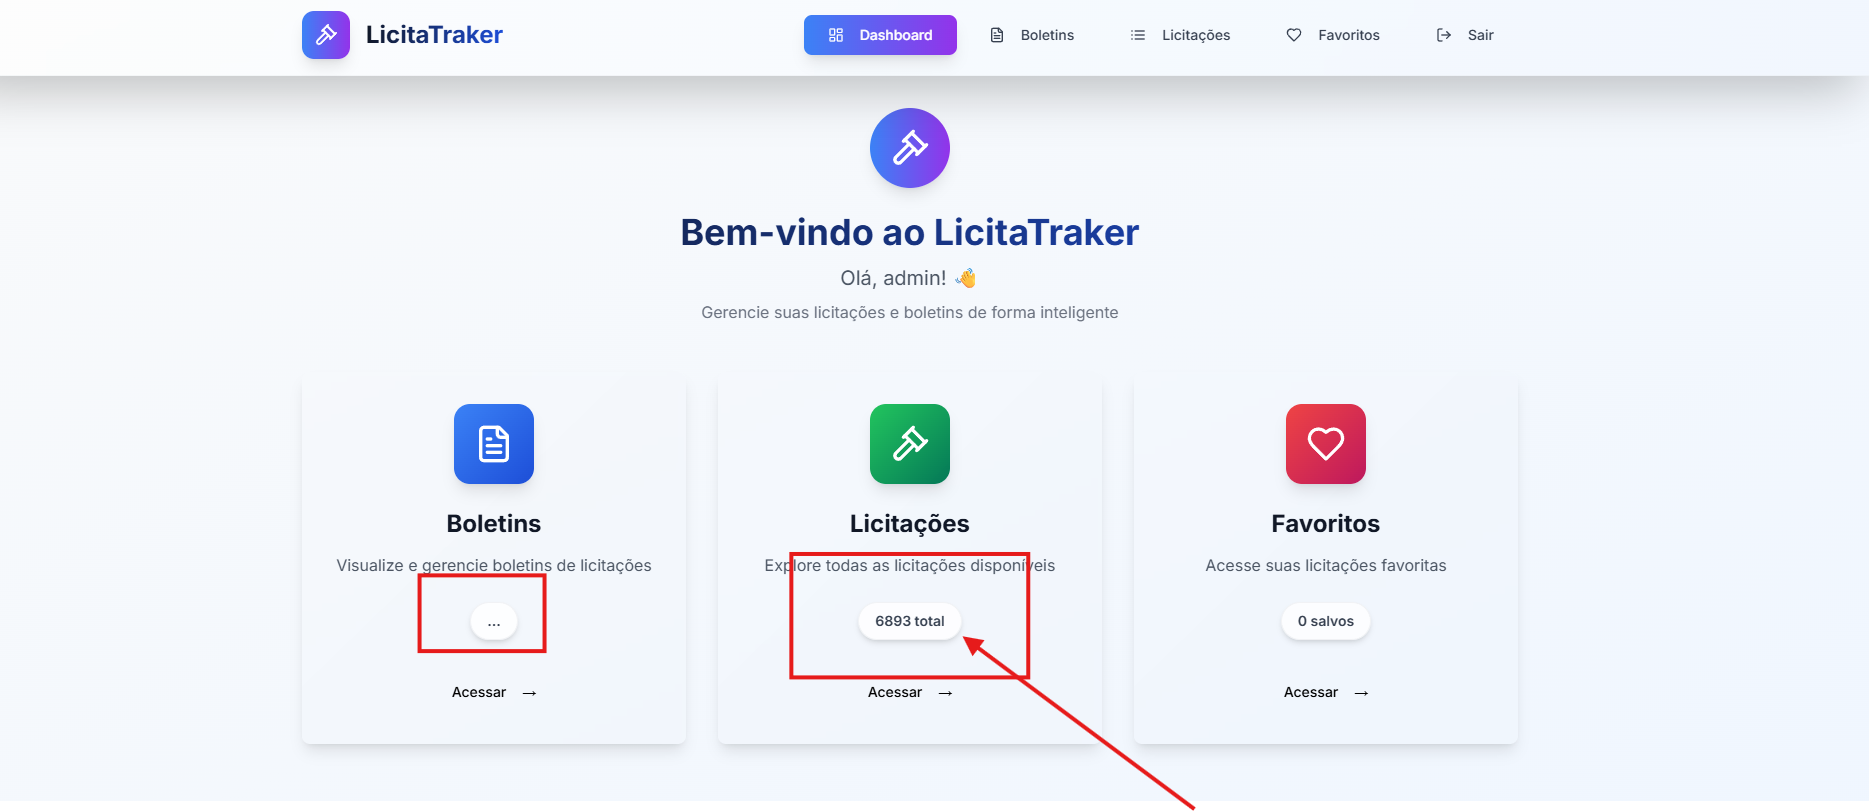 LicitaTraker
Dashboard
Boletins
Licitações
Favoritos
Sair
Bem-vindo ao LicitaTraker
Olá, admin! 👋
Gerencie suas licitações e boletins de forma inteligente
Boletins
Visualize e gerencie boletins de licitações
...
Acessar →
Licitações
Explore todas as licitações disponíveis
6893 total
Acessar →
Favoritos
Acesse suas licitações favoritas
0 salvos
Acessar →